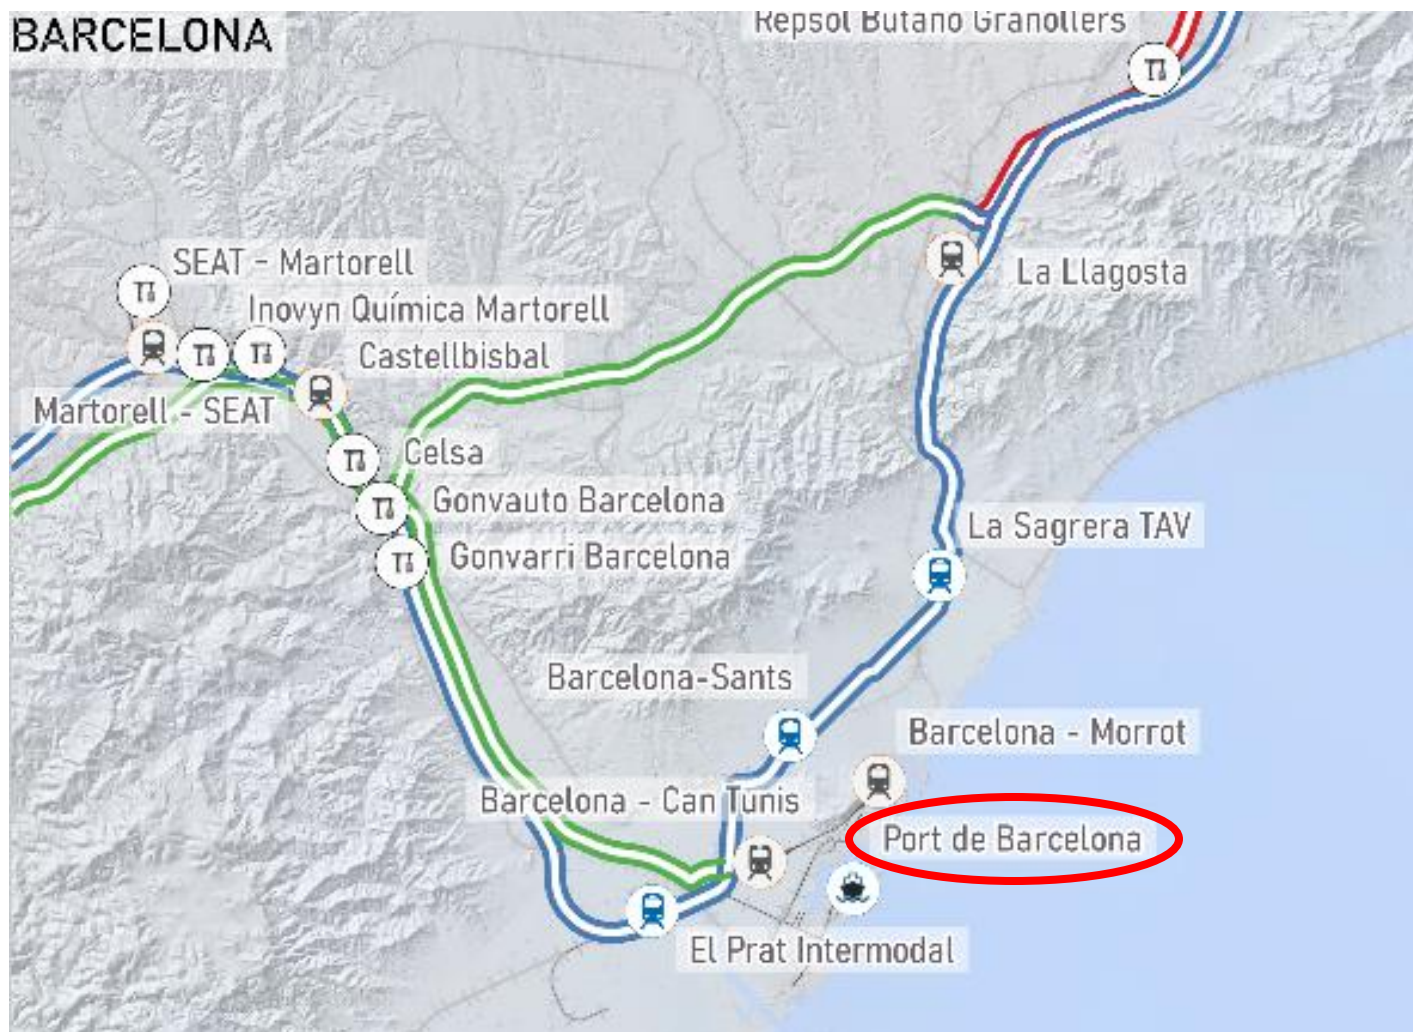 BARCELONA
Repsol Butano Granollers
SEAT - Martorell
La Llagosta
Inovyn Química Martorell
Castellbisbal
Martorell - SEAT
Celsa
Gonvauto Barcelona
La Sagrera TAV
Gonvarri Barcelona
Barcelona-Sants
Barcelona - Morrot
Barcelona - Can Tunis
Port de Barcelona
El Prat Intermodal